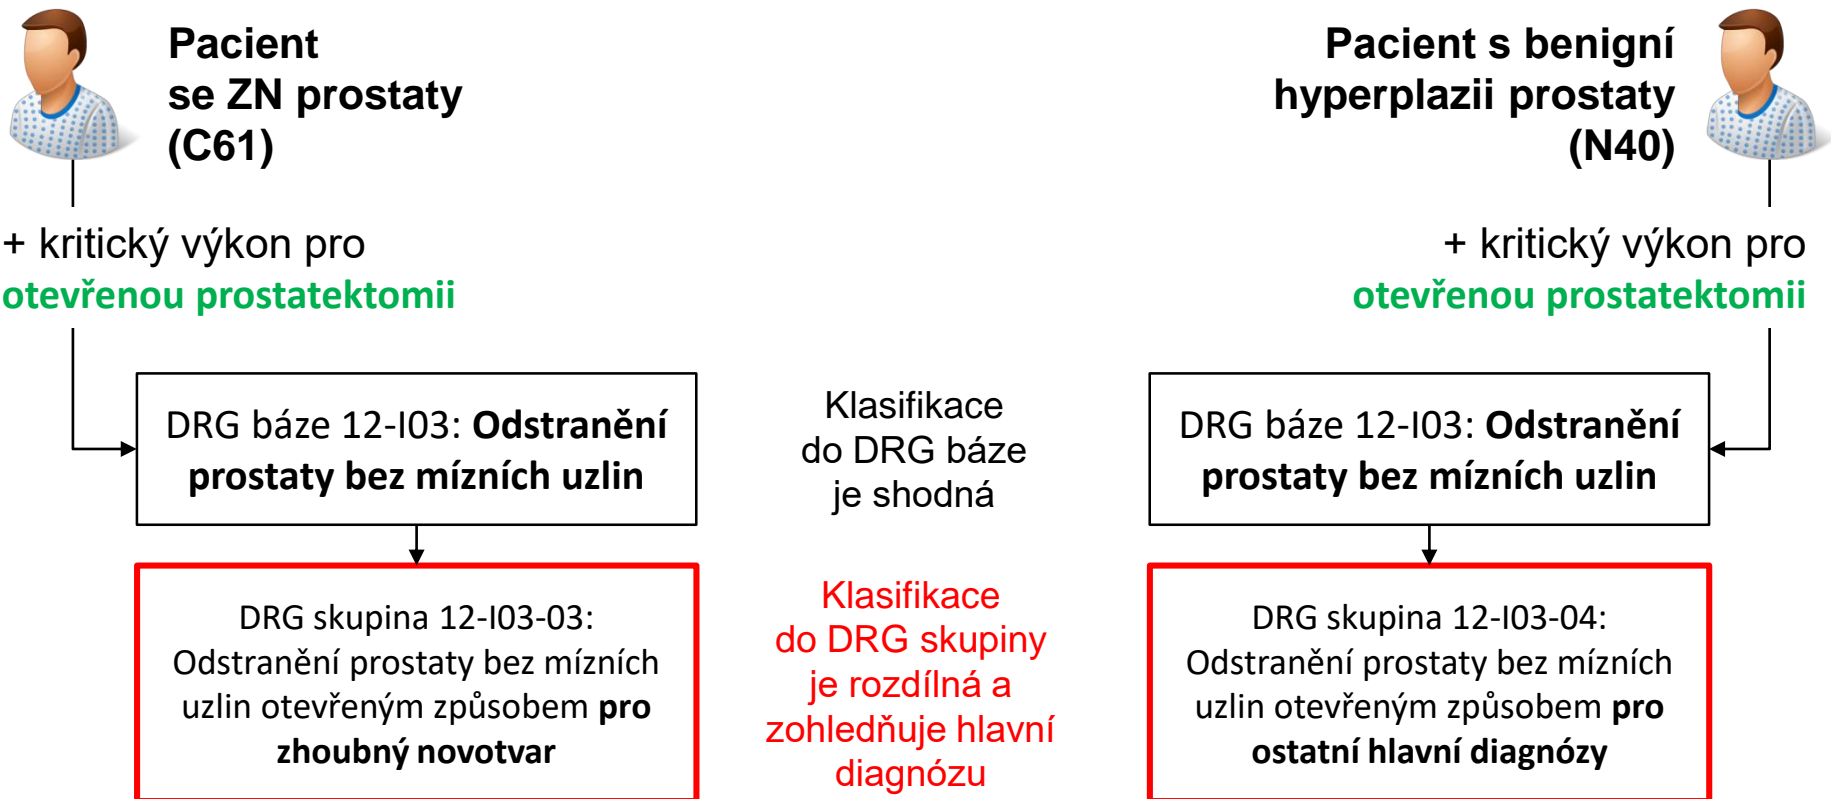 Pacient
se ZN prostaty
(C61)
+ kritický výkon pro
otevřenou prostatektomii
DRG báze 12-I03: Odstranění
prostaty bez mízních uzlin
DRG skupina 12-I03-03:
Odstranění prostaty bez mízních
uzlin otevřeným způsobem pro
zhoubný novotvar
Klasifikace
do DRG báze
je shodná
Klasifikace
do DRG skupiny
je rozdílná a
zohledňuje hlavní
diagnózu
Pacient s benigní
hyperplazii prostaty
(N40)
+ kritický výkon pro
otevřenou prostatektomii
DRG báze 12-I03: Odstranění
prostaty bez mízních uzlin
DRG skupina 12-I03-04:
Odstranění prostaty bez mízních
uzlin otevřeným způsobem pro
ostatní hlavní diagnózy